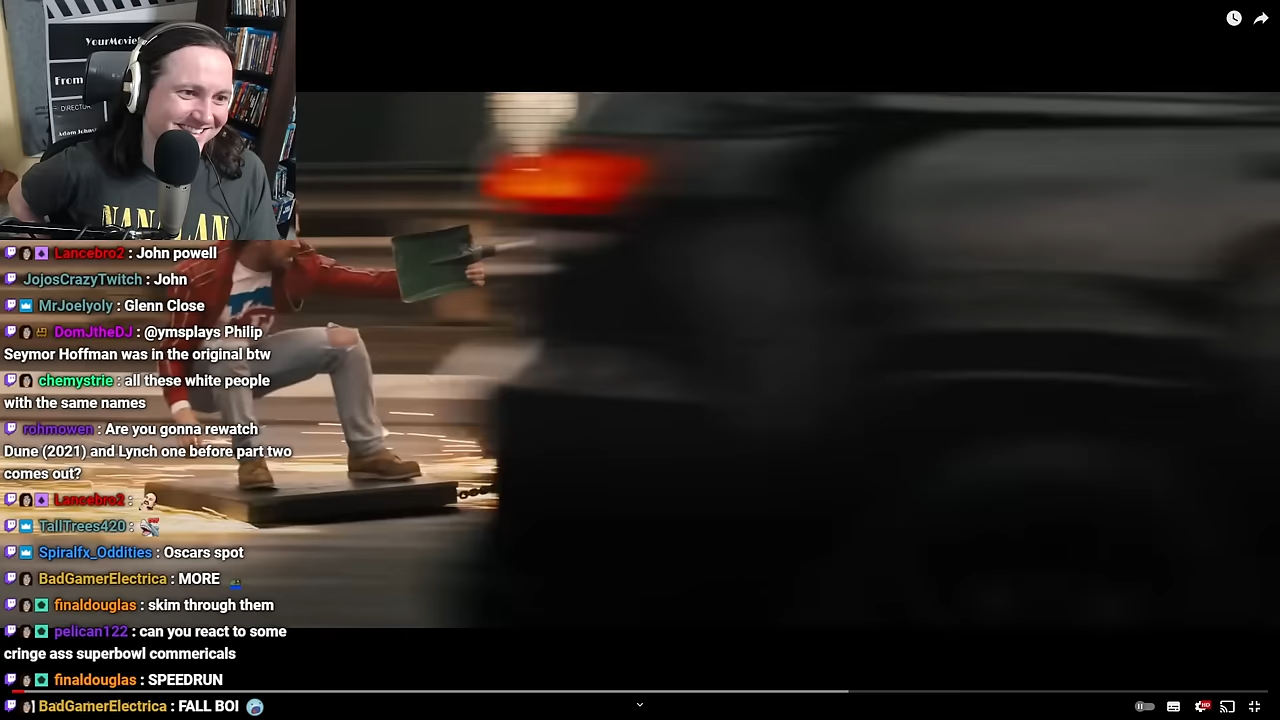 YourMovie
From
DIRECTOR
Adam Johns
Lancebro2 : John powell
JojosCrazyTwitch : John
MrJoelyoly : Glenn Close
DomJtheDJ : @ymsplays Philip
Seymor Hoffman was in the original btw
chemystrie : all these white people
with the same names
rohmowen : Are you gonna rewatch
Dune (2021) and Lynch one before part two
comes out?
Lancebro2 :
TallTrees420 :
Spiralfx_Oddities : Oscars spot
BadGamerElectrica : MORE
finaldouglas : skim through them
pelican122 : can you react to some
cringe ass superbowl commericals
finaldouglas : SPEEDRUN
BadGamerElectrica : FALL BOI
HD